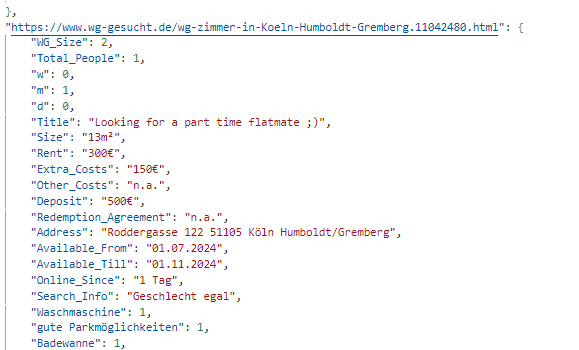 },
"https://www.wg-gesucht.de/wg-zimmer-in-Koeln-Humboldt-Gremberg.11042480.html": {
"WG_Size": 2,
"Total_People": 1,
"w": 0,
"m": 1,
"d": 0,
"Title": "Looking for a part time flatmate ;)",
"Size": "13m²",
"Rent": "300€",
"Extra_Costs": "150€",
"Other_Costs": "n.a.",
"Deposit": "500€",
"Redemption_Agreement": "n.a.",
"Address": "Roddergasse 122 51105 Köln Humboldt/Gremberg",
"Available_From": "01.07.2024",
"Available_Till": "01.11.2024",
"Online_Since": "1 Tag",
"Search_Info": "Geschlecht egal",
"Waschmaschine": 1,
"gute Parkmöglichkeiten": 1,
"Badewanne": 1,